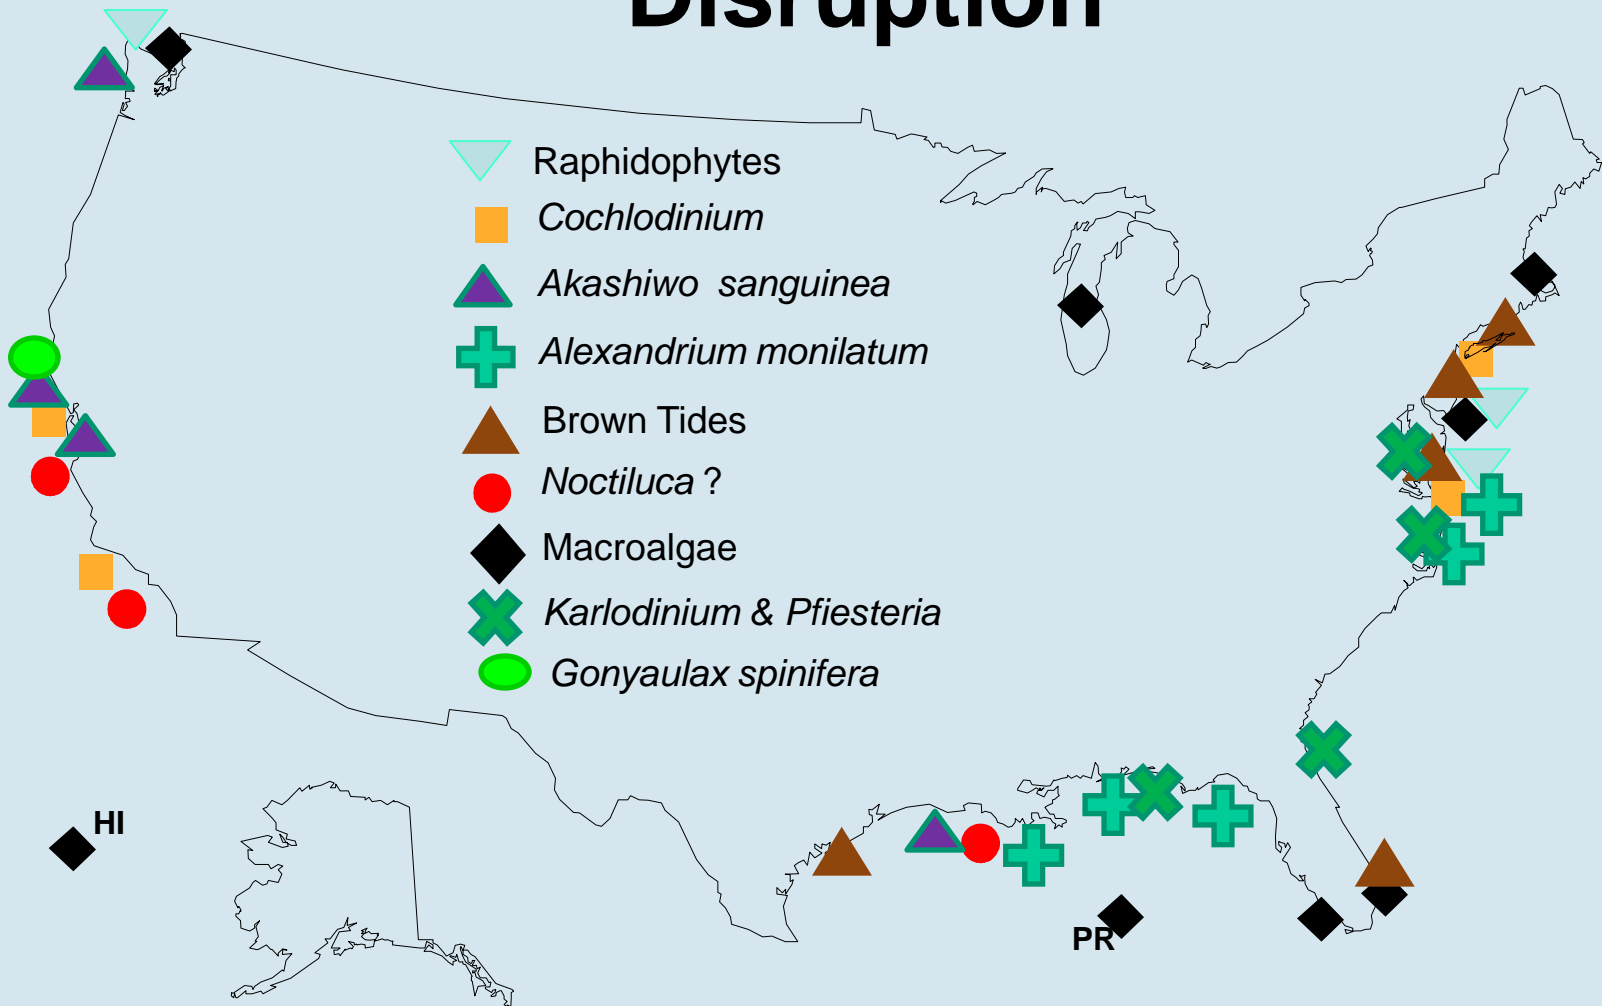 Disruption
Raphidophytes
Cochlodinium
Akashiwo sanguinea
Alexandrium monilatum
Brown Tides
Noctiluca ?
Macroalgae
Karlodinium & Pfiesteria
Gonyaulax spinifera
HI
PR